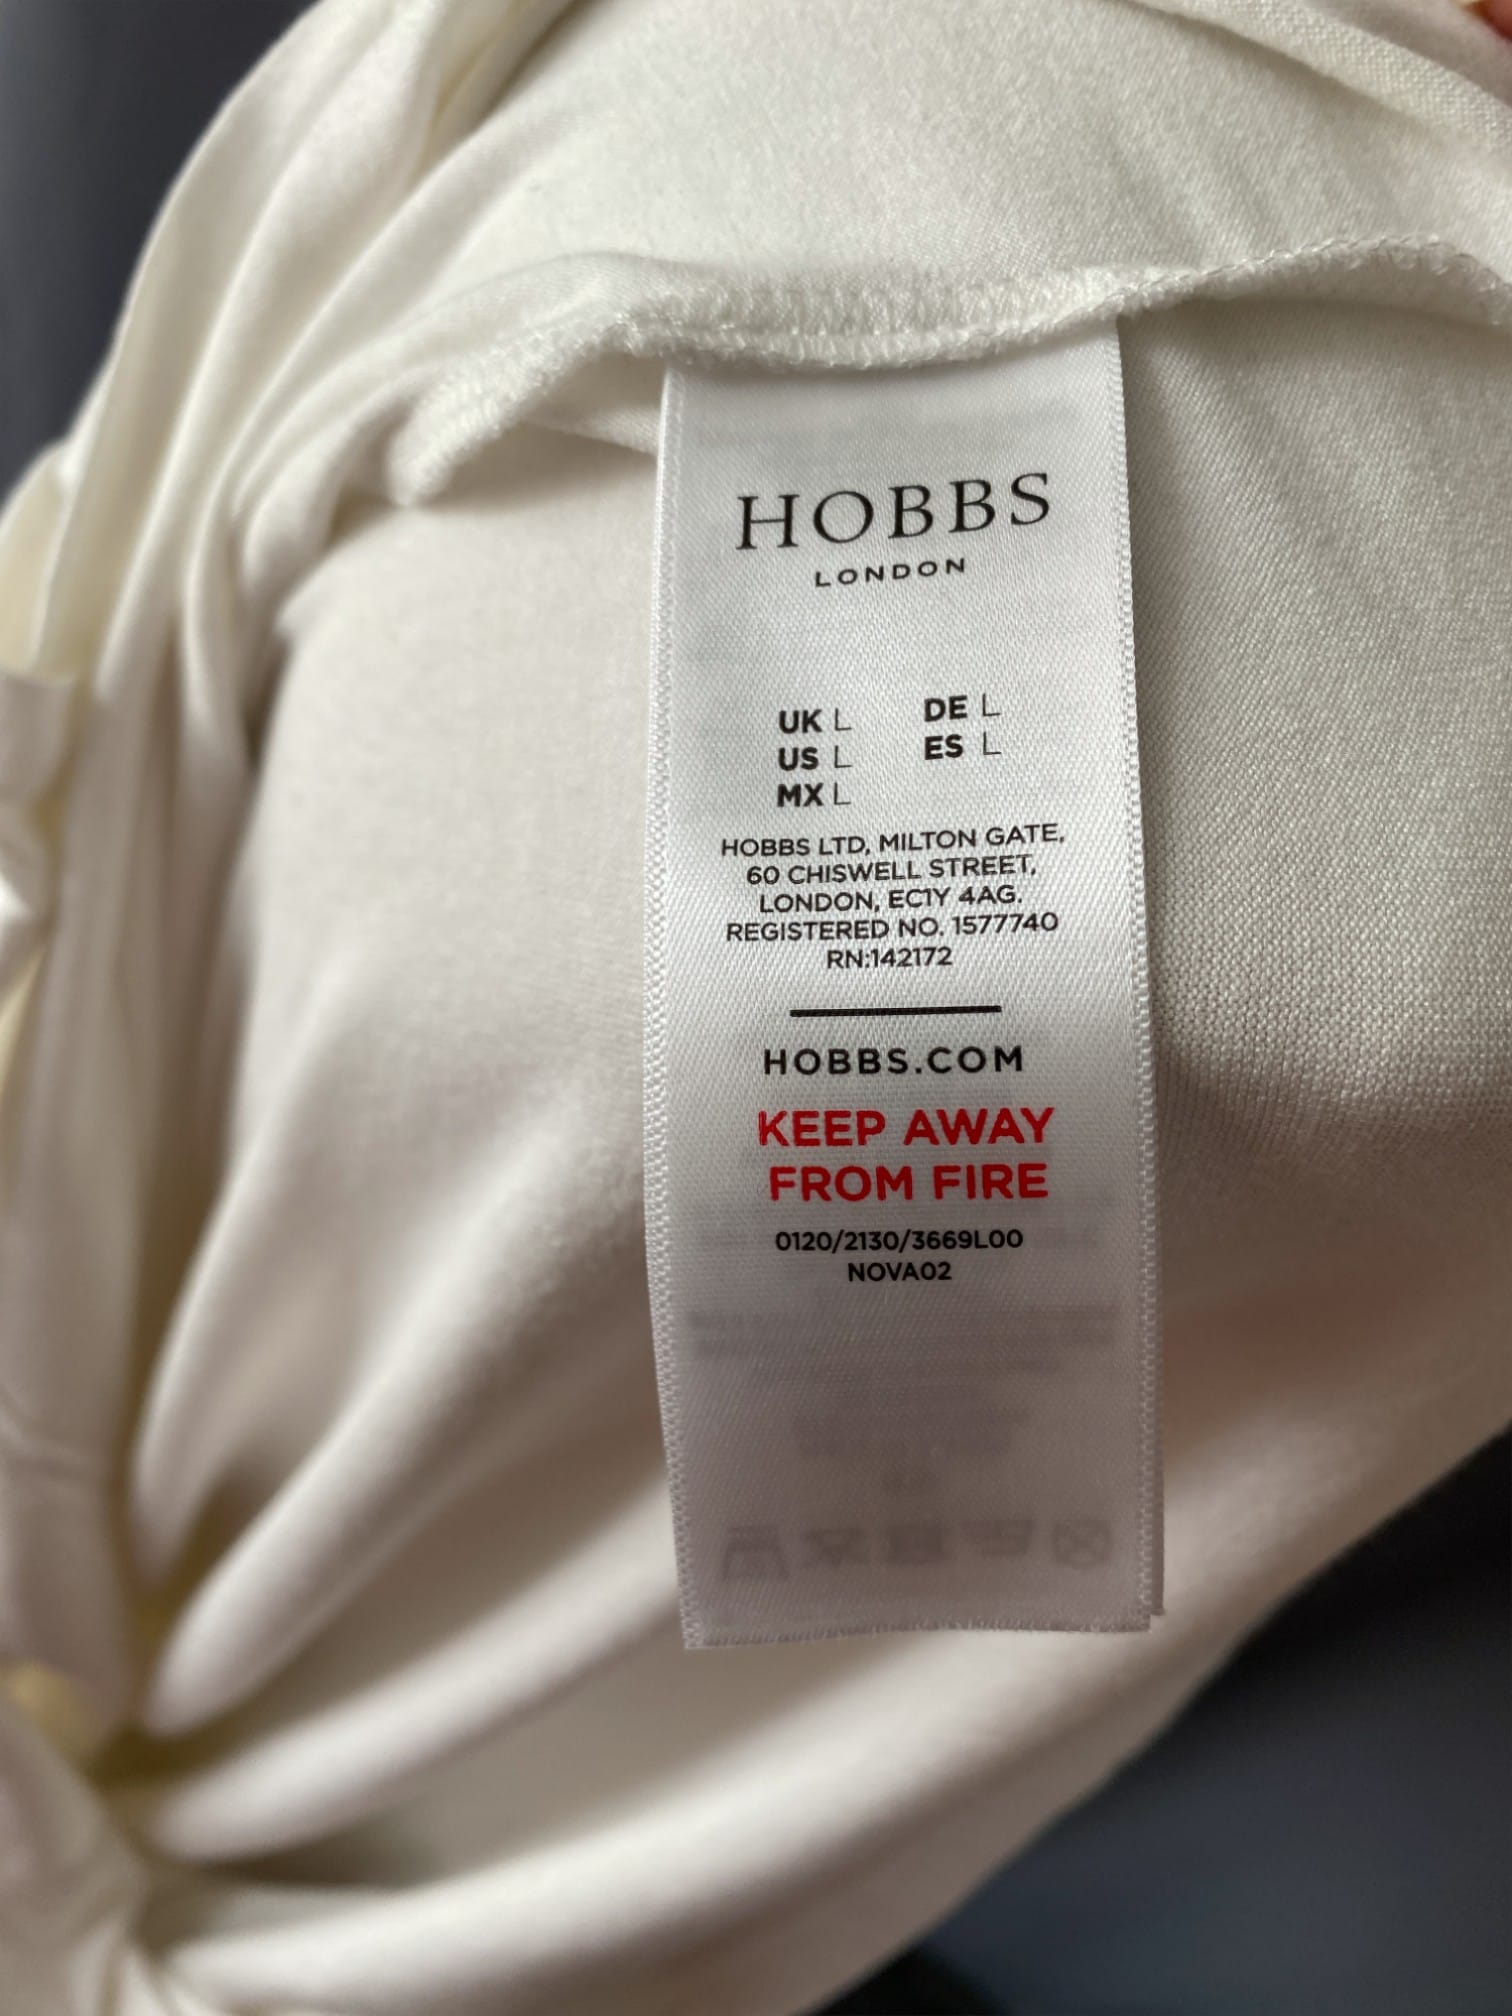 HOBBS
LONDON
UK L DE L
US L ES L
MX L
HOBBS LTD, MILTON GATE,
60 CHISWELL STREET,
LONDON, EC1Y 4AG.
REGISTERED NO. 1577740
RN:142172
HOBBS.COM
KEEP AWAY
FROM FIRE
0120/2130/3669L00
NOVA02